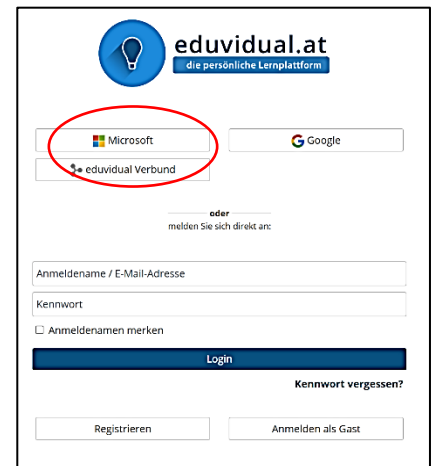 eduvidual.at
die persönliche Lernplattform
Microsoft
Google
eduvidual Verbund
oder
melden Sie sich direkt an:
Anmeldename / E-Mail-Adresse
Kennwort
Anmeldenamen merken
Login
Kennwort vergessen?
Registrieren
Anmelden als Gast